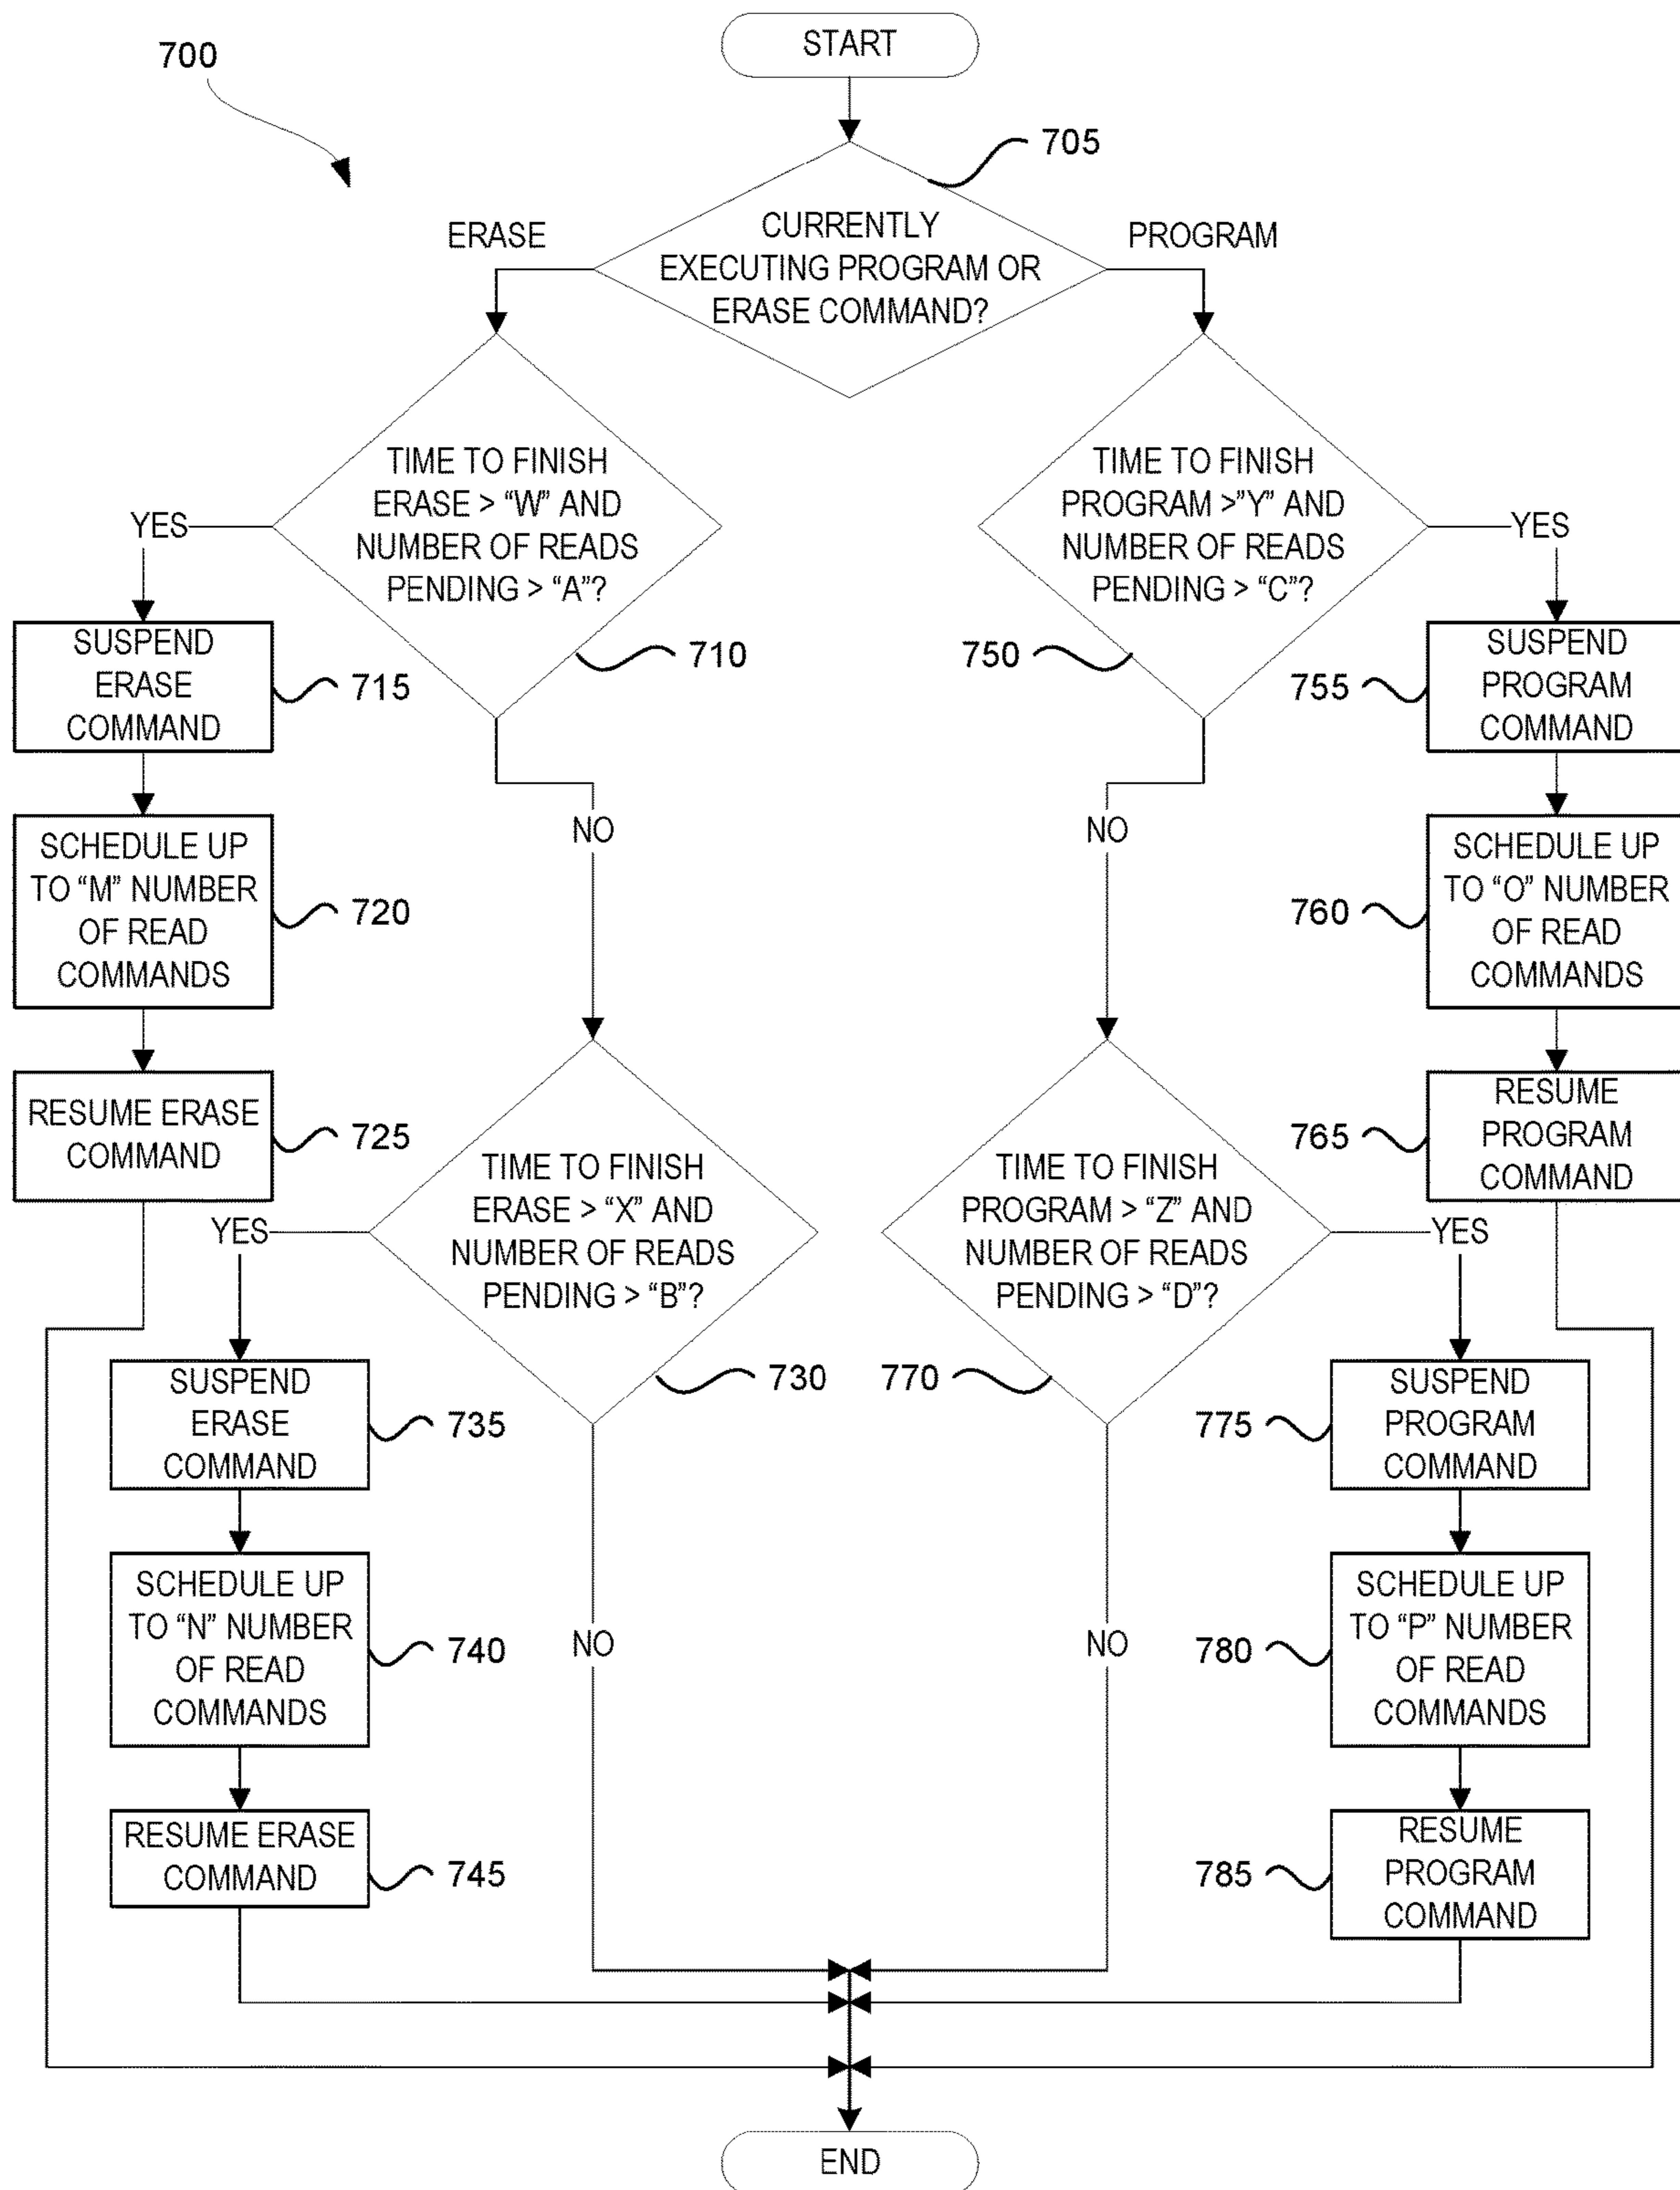 700
START
705
CURRENTLY
EXECUTING PROGRAM OR
ERASE COMMAND?
ERASE
PROGRAM
TIME TO FINISH
ERASE > “W” AND
NUMBER OF READS
PENDING > “A”?
710
YES
SUSPEND
ERASE
COMMAND
715
SCHEDULE UP
TO “M” NUMBER
OF READ
COMMANDS
720
RESUME ERASE
COMMAND
725
NO
TIME TO FINISH
ERASE > “X” AND
NUMBER OF READS
PENDING > “B”?
730
YES
SUSPEND
ERASE
COMMAND
735
SCHEDULE UP
TO “N” NUMBER
OF READ
COMMANDS
740
RESUME ERASE
COMMAND
745
NO
TIME TO FINISH
PROGRAM >”Y” AND
NUMBER OF READS
PENDING > “C”?
750
YES
SUSPEND
PROGRAM
COMMAND
755
SCHEDULE UP
TO “O” NUMBER
OF READ
COMMANDS
760
RESUME
PROGRAM
COMMAND
765
NO
TIME TO FINISH
PROGRAM > “Z” AND
NUMBER OF READS
PENDING > “D”?
770
YES
SUSPEND
PROGRAM
COMMAND
775
SCHEDULE UP
TO “P” NUMBER
OF READ
COMMANDS
780
RESUME
PROGRAM
COMMAND
785
NO
END